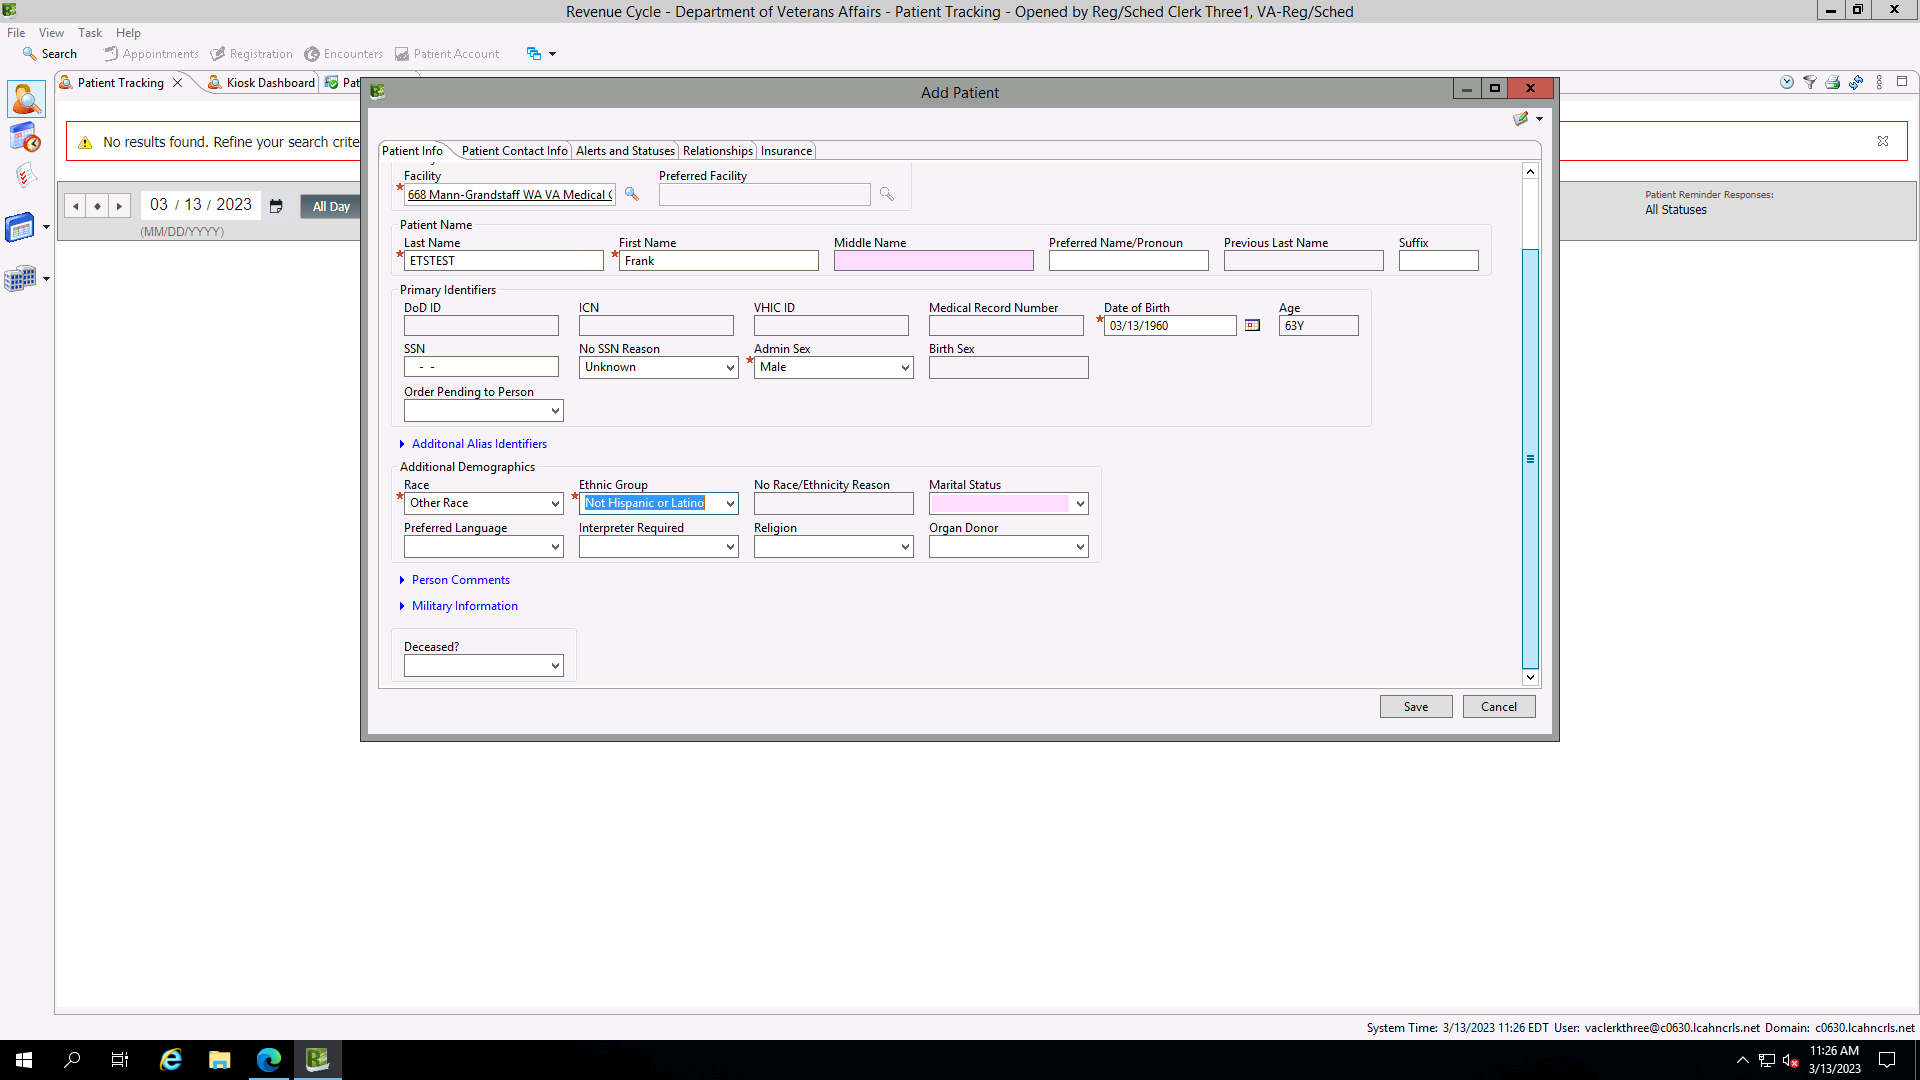 Revenue Cycle - Department of Veterans Affairs - Patient Tracking - Opened by Reg/Sched Clerk Three1, VA-Reg/Sched
File View Task Help
Search Appointments Registration Encounters Patient Account
Patient Tracking Kiosk Dashboard Pat
Add Patient
No results found. Refine your search crite
03 / 13 / 2023 All Day
(MM/DD/YYYY)
Patient Reminder Responses:
All Statuses
Patient Info Patient Contact Info Alerts and Statuses Relationships Insurance
Facility Preferred Facility
668 Mann-Grandstaff WA VA Medical C
Patient Name
Last Name First Name Middle Name Preferred Name/Pronoun Previous Last Name Suffix
ETSTEST Frank
Primary Identifiers
DoD ID ICN VHIC ID Medical Record Number Date of Birth Age
03/13/1960 63Y
SSN No SSN Reason Admin Sex Birth Sex
- - Unknown Male
Order Pending to Person
Additonal Alias Identifiers
Additional Demographics
Race Ethnic Group No Race/Ethnicity Reason Marital Status
Other Race Not Hispanic or Latino
Preferred Language Interpreter Required Religion Organ Donor
Person Comments
Military Information
Deceased?
Save Cancel
System Time: 3/13/2023 11:26 EDT User: vaclerkthree@c0630.lcahncrls.net Domain: c0630.lcahncrls.net
11:26 AM
3/13/2023